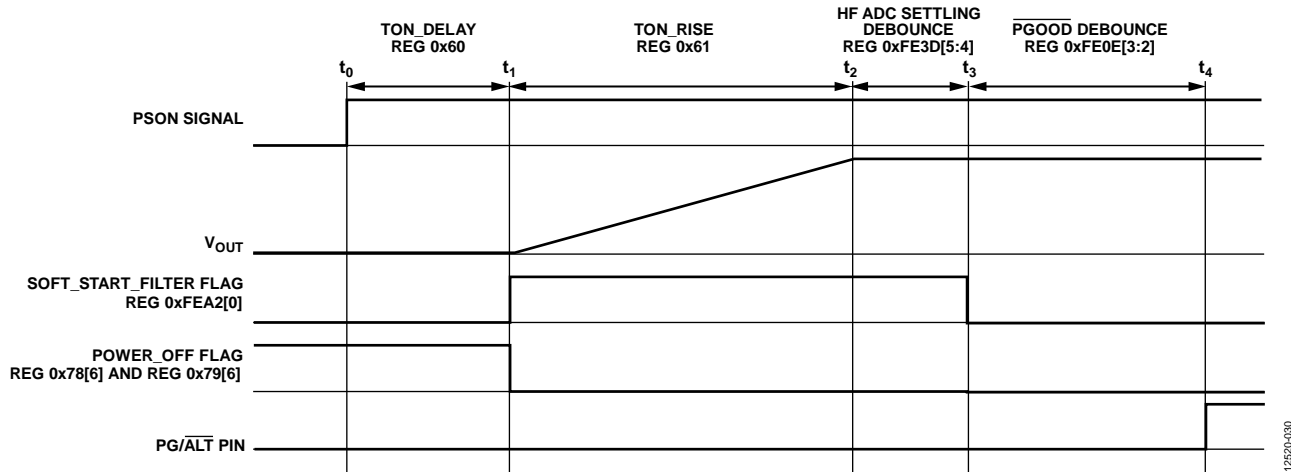 TON_DELAY
REG 0x60
TON_RISE
REG 0x61
HF ADC SETTLING
DEBOUNCE
REG 0xFE3D[5:4]
PGOOD DEBOUNCE
REG 0xFE0E[3:2]
t0
t1
t2
t3
t4
PSON SIGNAL
VOUT
SOFT_START_FILTER FLAG
REG 0xFEA2[0]
POWER_OFF FLAG
REG 0x78[6] AND REG 0x79[6]
PG/ALT PIN
12520-030